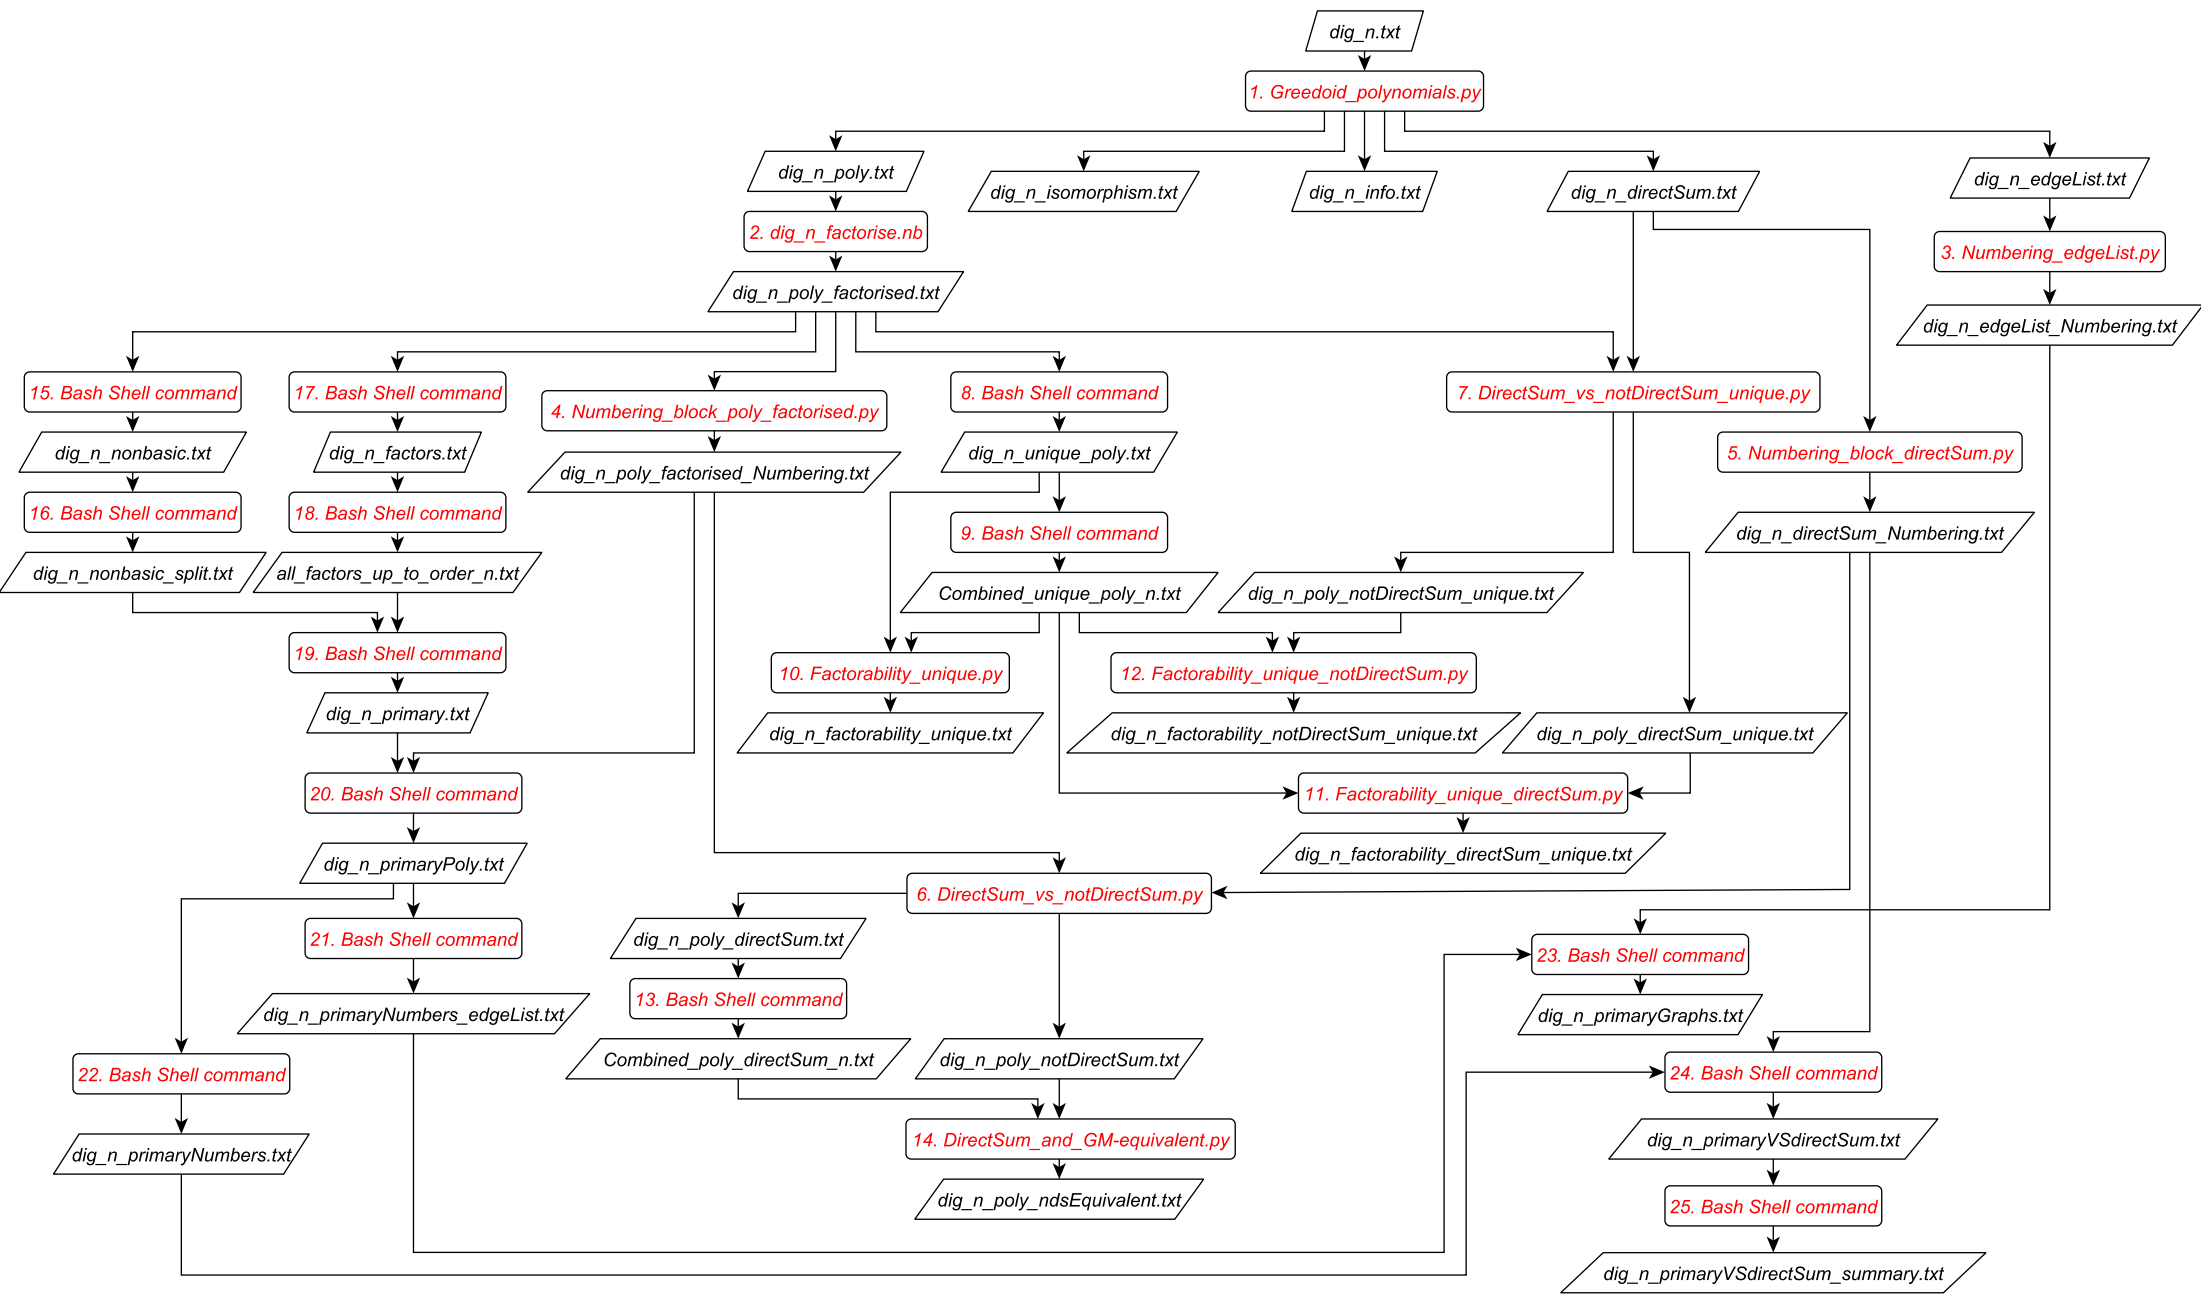 dig_n.txt
1. Greedoid_polynomials.py
dig_n_poly.txt
dig_n_isomorphism.txt
dig_n_info.txt
dig_n_directSum.txt
dig_n_edgeList.txt
2. dig_n_factorise.nb
3. Numbering_edgeList.py
dig_n_poly_factorised.txt
dig_n_edgeList_Numbering.txt
15. Bash Shell command
17. Bash Shell command
4. Numbering_block_poly_factorised.py
8. Bash Shell command
7. DirectSum_vs_notDirectSum_unique.py
dig_n_nonbasic.txt
dig_n_factors.txt
dig_n_poly_factorised_Numbering.txt
dig_n_unique_poly.txt
5. Numbering_block_directSum.py
16. Bash Shell command
18. Bash Shell command
9. Bash Shell command
dig_n_directSum_Numbering.txt
dig_n_nonbasic_split.txt
all_factors_up_to_order_n.txt
Combined_unique_poly_n.txt
dig_n_poly_notDirectSum_unique.txt
19. Bash Shell command
10. Factorability_unique.py
12. Factorability_unique_notDirectSum.py
dig_n_primary.txt
dig_n_factorability_unique.txt
dig_n_factorability_notDirectSum_unique.txt
dig_n_poly_directSum_unique.txt
20. Bash Shell command
11. Factorability_unique_directSum.py
dig_n_primaryPoly.txt
dig_n_factorability_directSum_unique.txt
6. DirectSum_vs_notDirectSum.py
21. Bash Shell command
dig_n_poly_directSum.txt
23. Bash Shell command
13. Bash Shell command
dig_n_primaryNumbers_edgeList.txt
dig_n_primaryGraphs.txt
22. Bash Shell command
Combined_poly_directSum_n.txt
dig_n_poly_notDirectSum.txt
24. Bash Shell command
14. DirectSum_and_GM-equivalent.py
dig_n_primaryVSdirectSum.txt
dig_n_primaryNumbers.txt
dig_n_poly_ndsEquivalent.txt
25. Bash Shell command
dig_n_primaryVSdirectSum_summary.txt